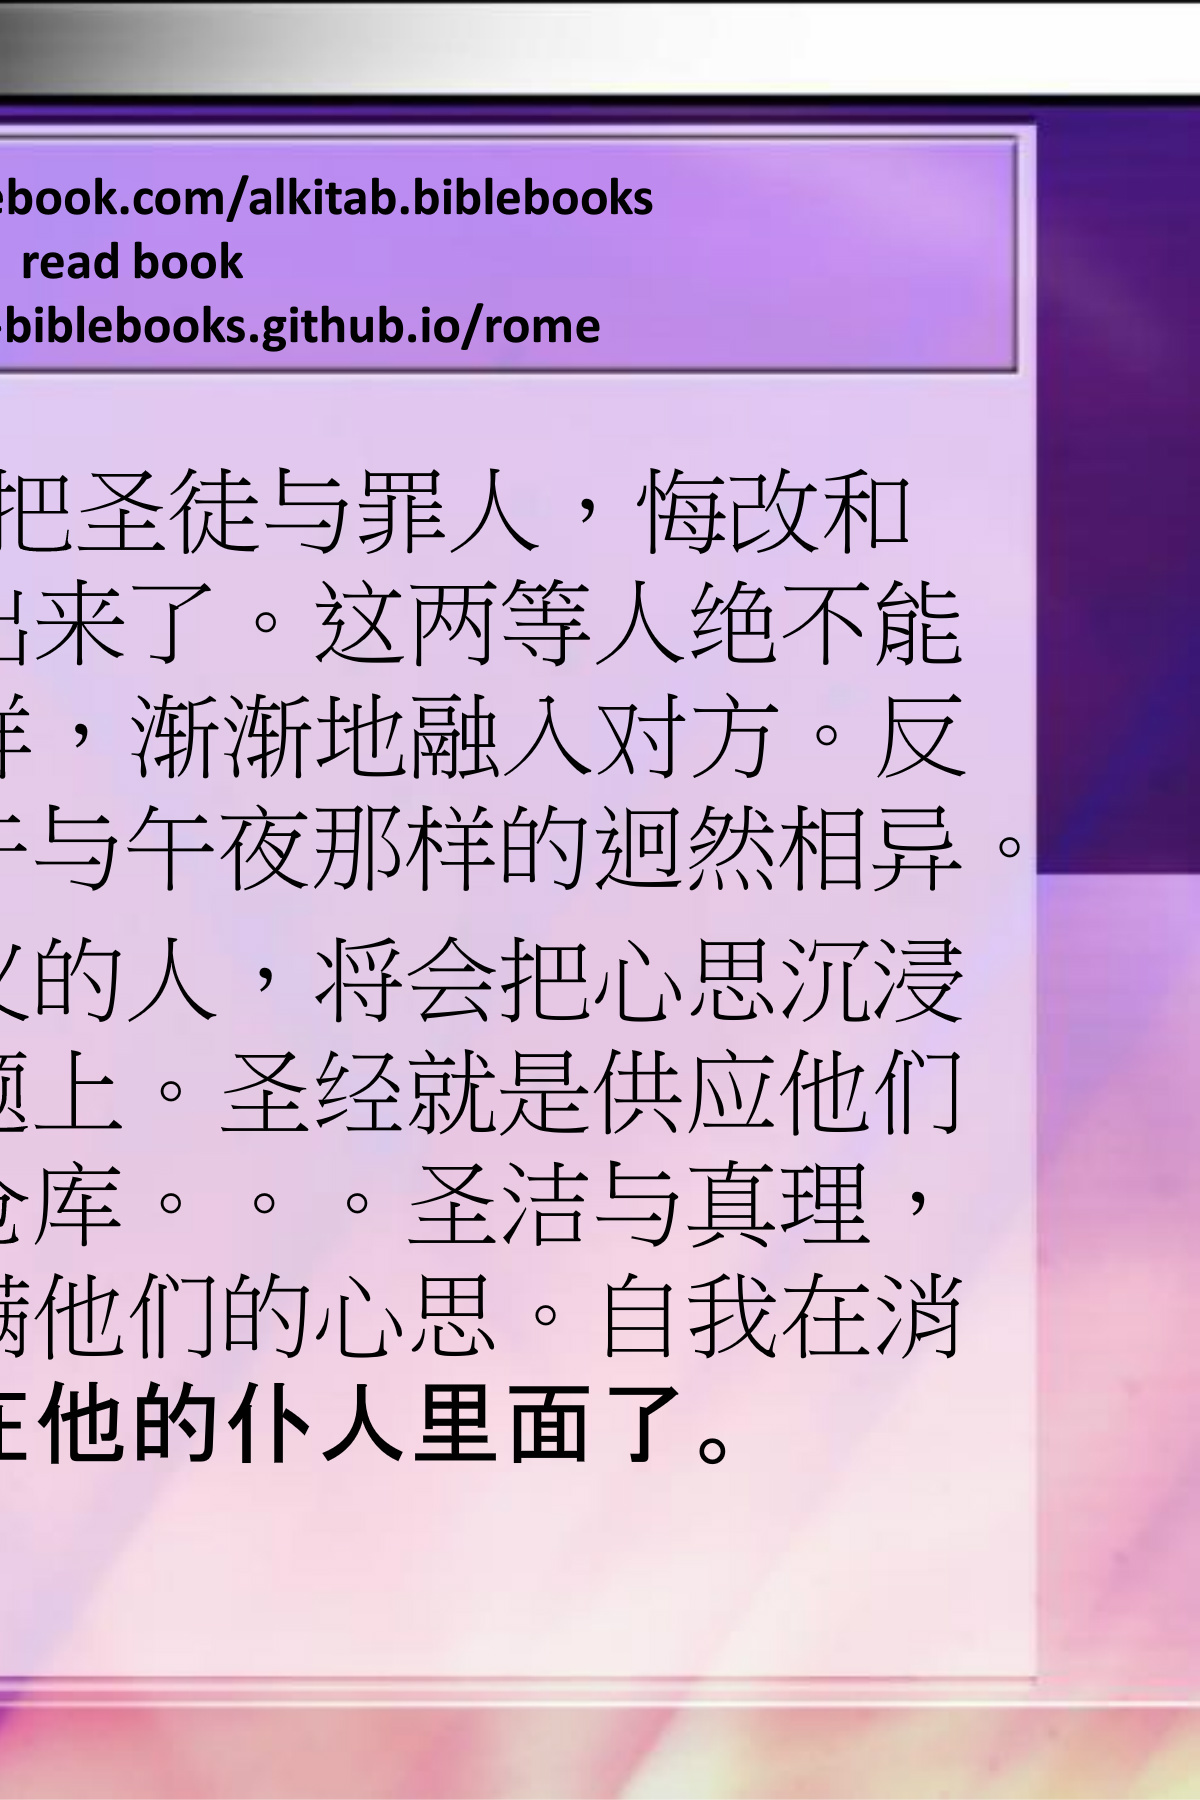 ebook.com/alkitab.biblebooks
read book
-biblebooks.github.io/rome
把圣徒与罪人，悔改和
出来了。这两等人绝不能
样，渐渐地融入对方。反
午与午夜那样的迥然相异。
义的人，将会把心思沉浸
题上。圣经就是供应他们
仓库。。。圣洁与真理，
满他们的心思。自我在消
在他的仆人里面了。